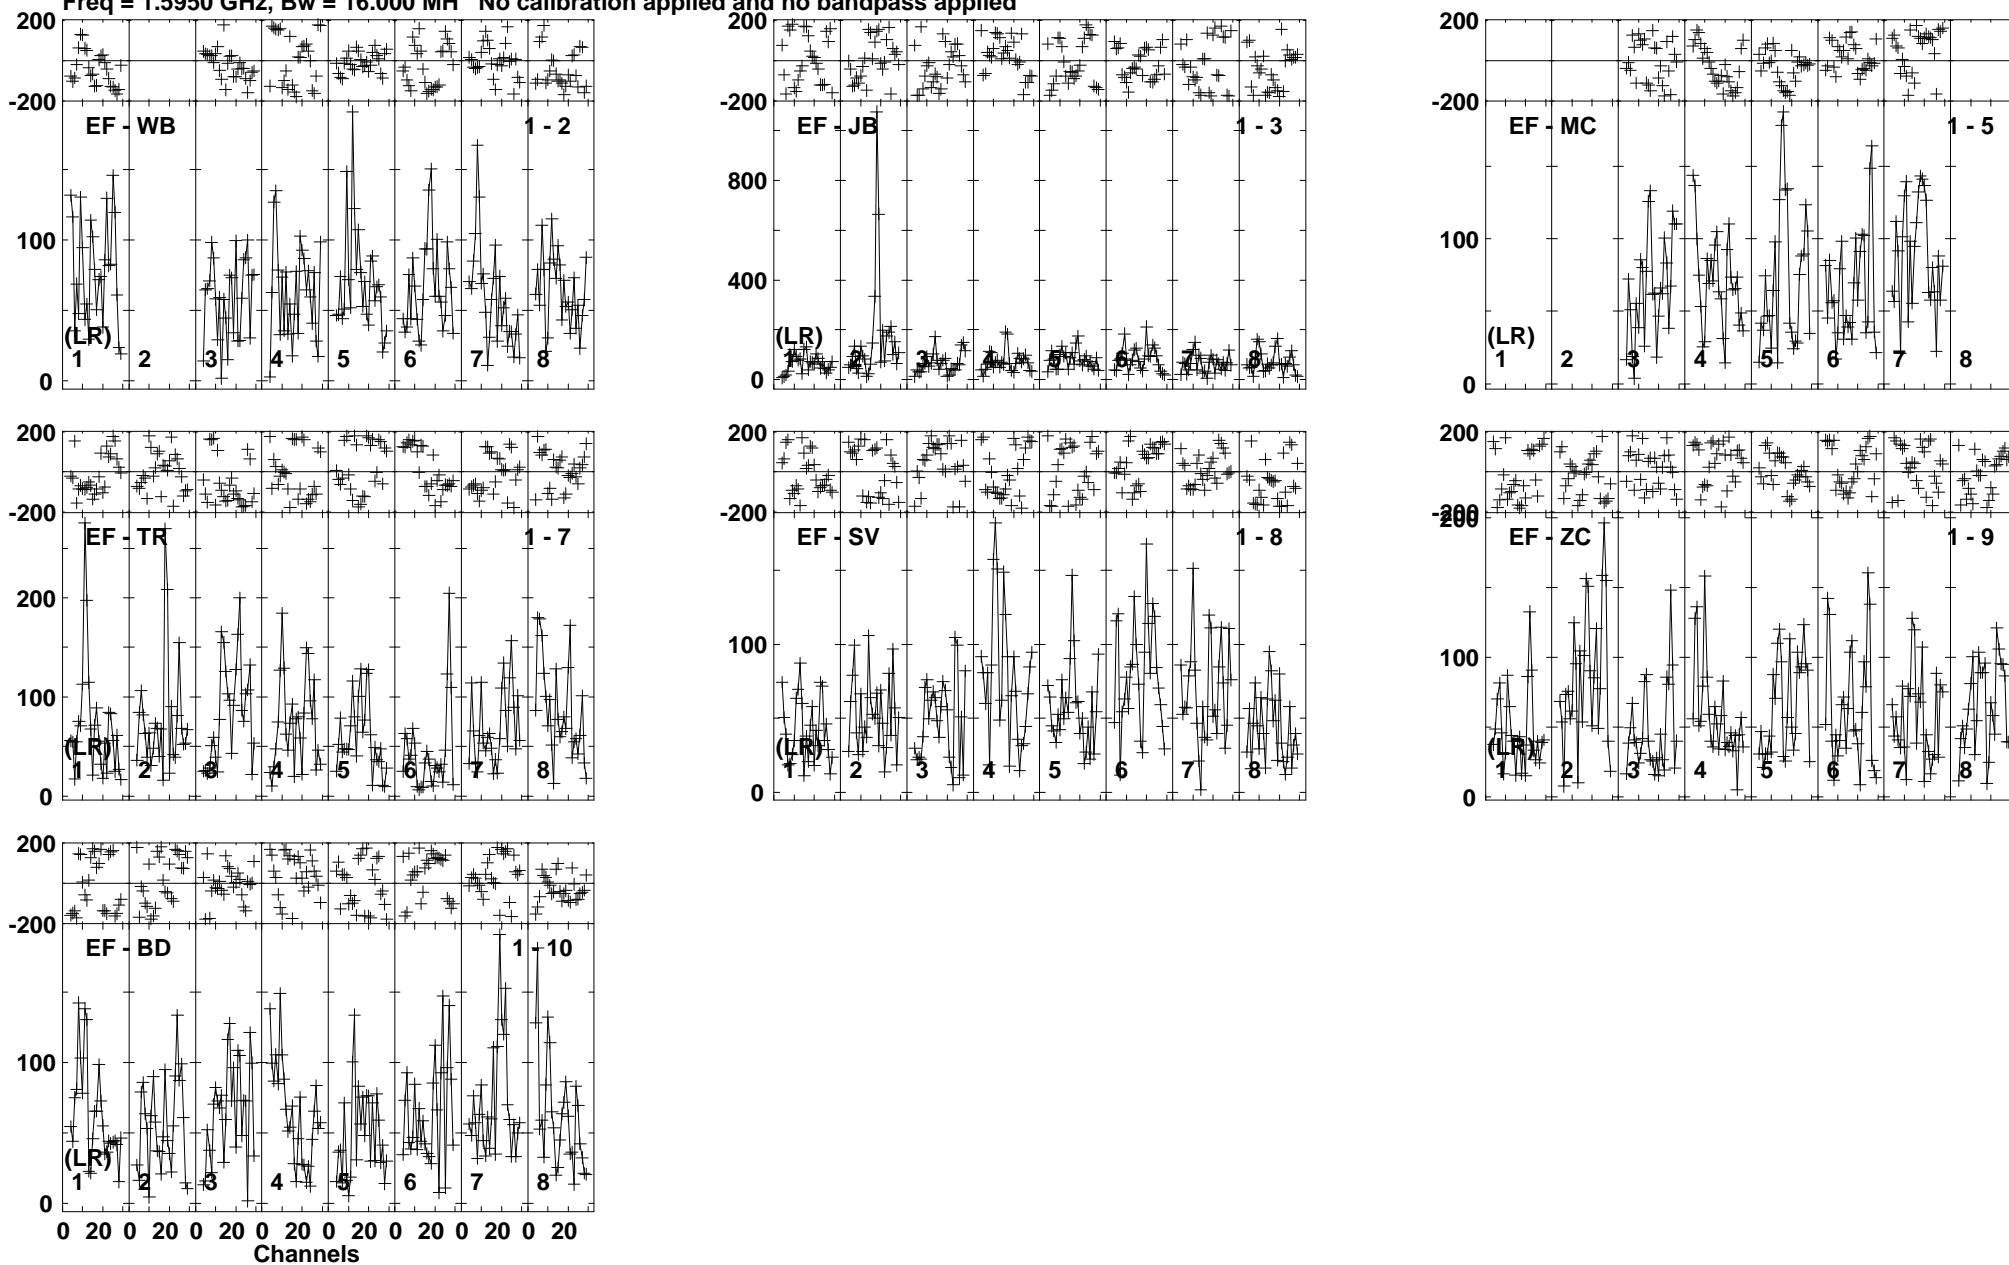 Freq = 1.5950 GHz, Bw = 16.000 MH No calibration applied and no bandpass applied
200
-200
EF - WB 1 - 2
100
0
(LR)
1 2 3 4 5 6 7 8
200
-200
EF - JB 1 - 3
800
400
0
(LR)
1 2 3 4 5 6 7 8
200
-200
EF - MC 1 - 5
100
0
(LR)
1 2 3 4 5 6 7 8
200
-200
EF - TR 1 - 7
200
100
0
(LR)
1 2 3 4 5 6 7 8
200
-200
EF - SV 1 - 8
100
0
(LR)
1 2 3 4 5 6 7 8
200
-200
200
EF - ZC 1 - 9
100
0
(LR)
1 2 3 4 5 6 7 8
200
-200
EF - BD 1 - 10
100
0
(LR)
1 2 3 4 5 6 7 8
0 20 0 20 0 20 0 20 0 20 0 20 0 20 0 20
Channels